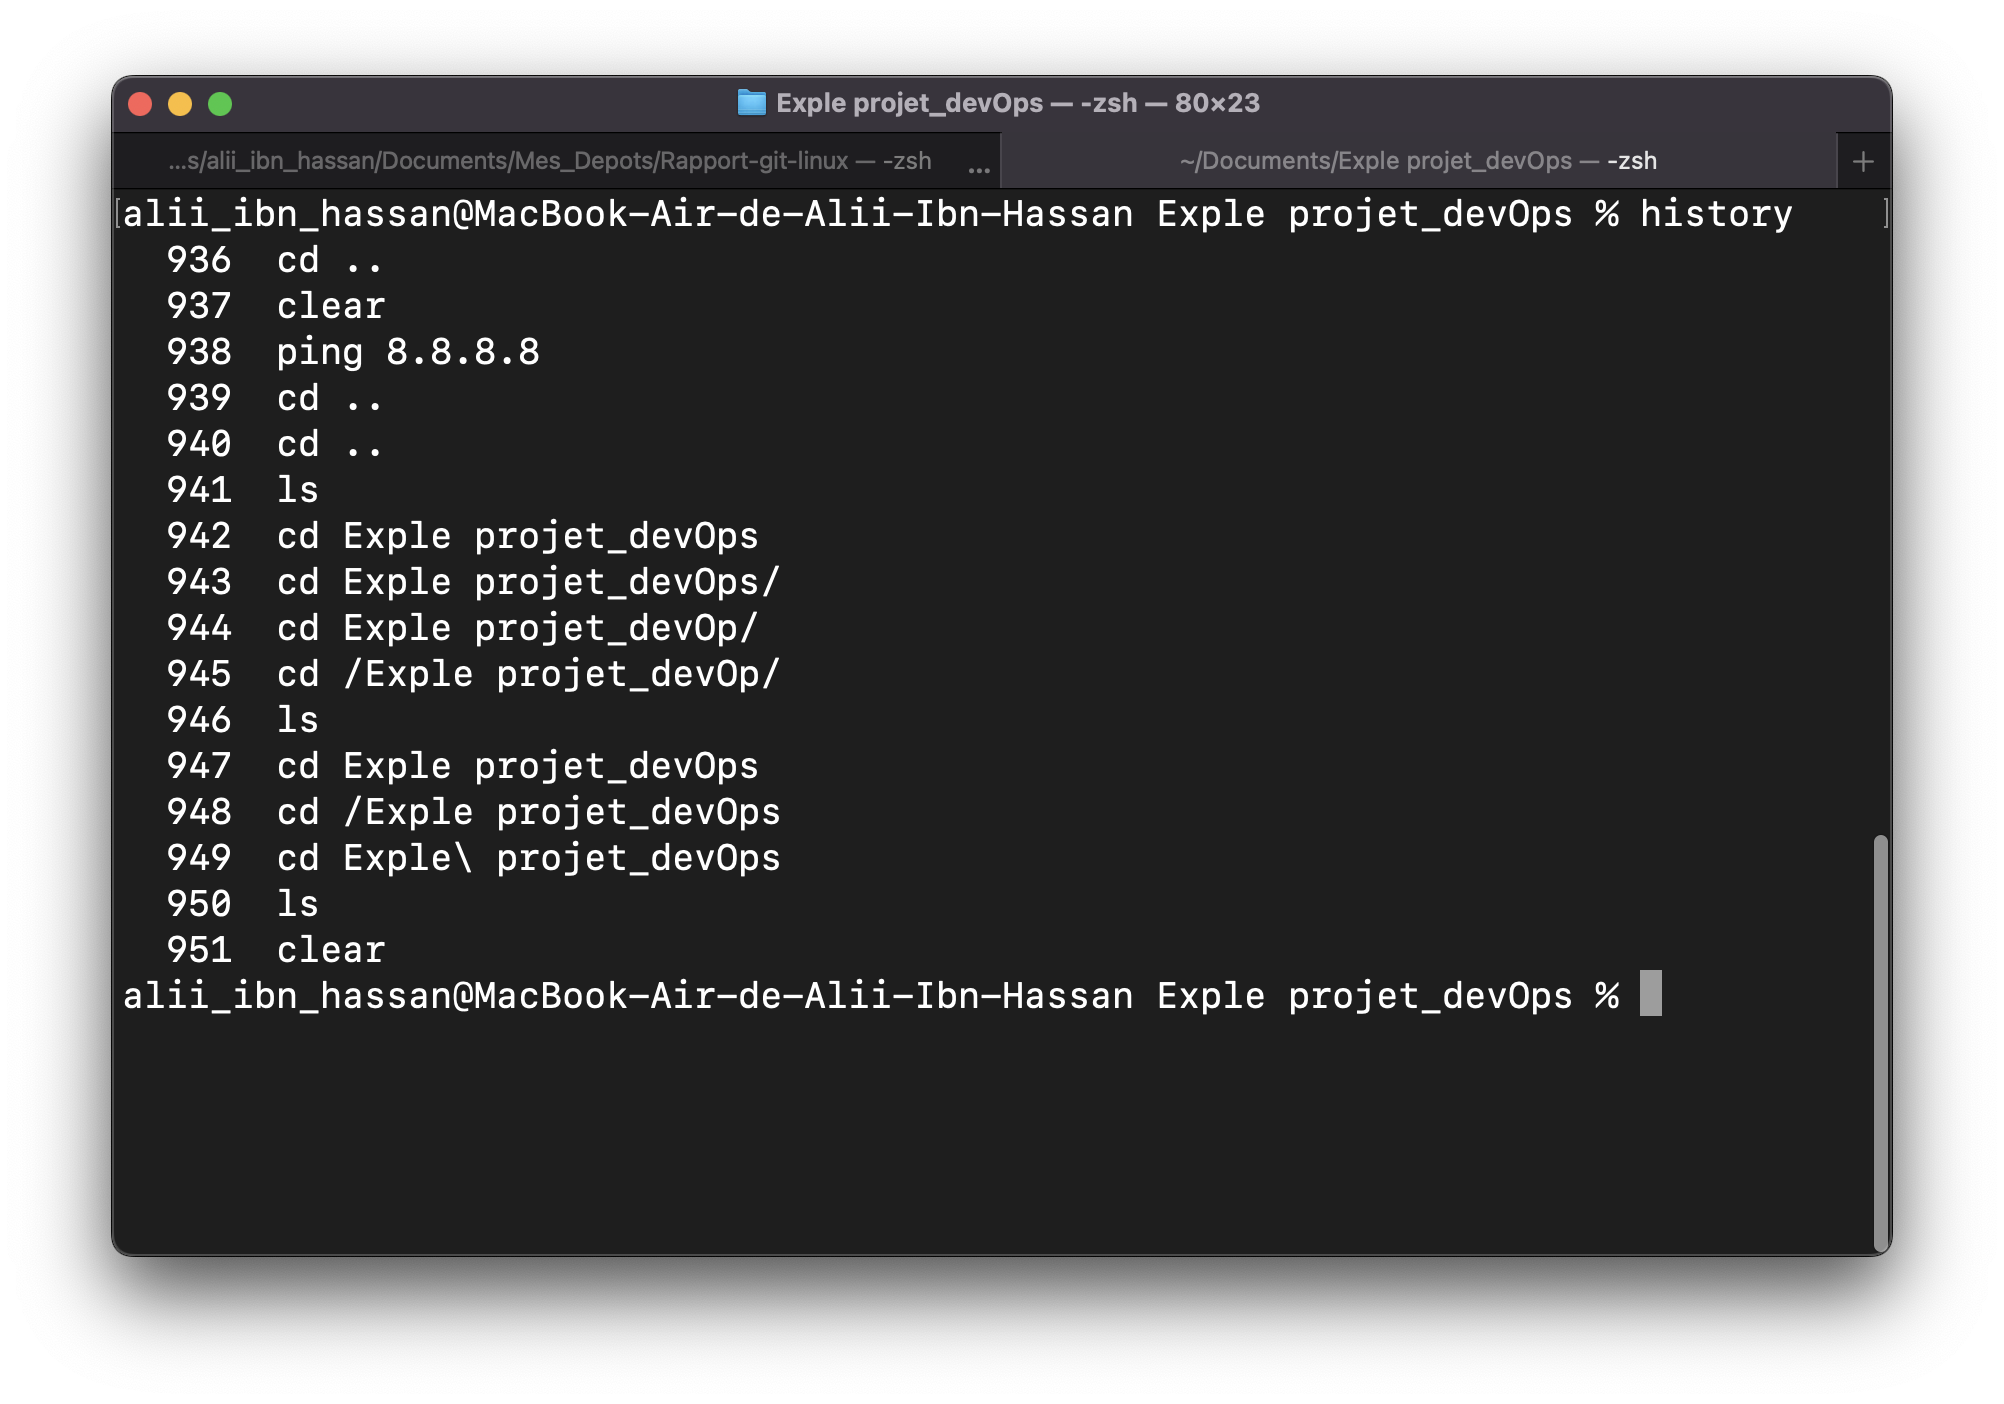 Exple projet_devOps — -zsh — 80×23
...s/alii_ibn_hassan/Documents/Mes_Depots/Rapport-git-linux — -zsh ...
~/Documents/Exple projet_devOps — -zsh
+
[alii_ibn_hassan@MacBook-Air-de-Alii-Ibn-Hassan Exple projet_devOps % history ]
936 cd ..
937 clear
938 ping 8.8.8.8
939 cd ..
940 cd ..
941 ls
942 cd Exple projet_devOps
943 cd Exple projet_devOps/
944 cd Exple projet_devOp/
945 cd /Exple projet_devOp/
946 ls
947 cd Exple projet_devOps
948 cd /Exple projet_devOps
949 cd Exple\ projet_devOps
950 ls
951 clear
alii_ibn_hassan@MacBook-Air-de-Alii-Ibn-Hassan Exple projet_devOps %